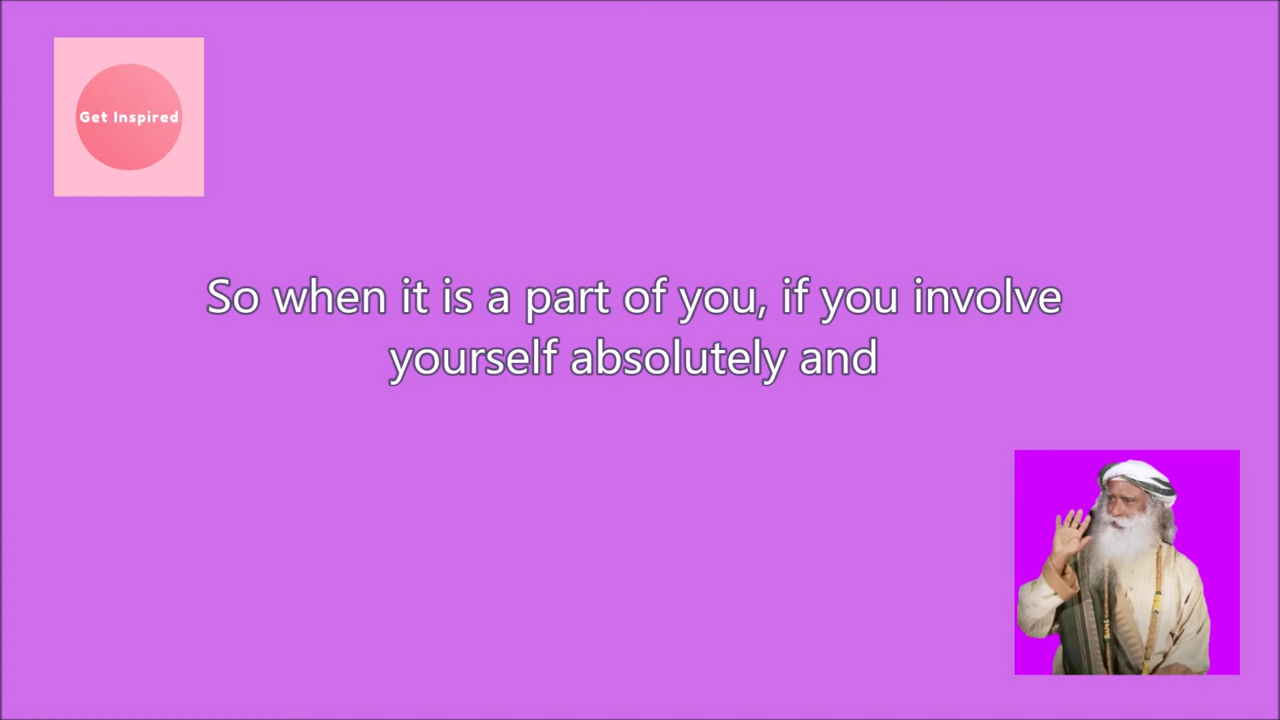 Get Inspired
So when it is a part of you, if you involve
yourself absolutely and